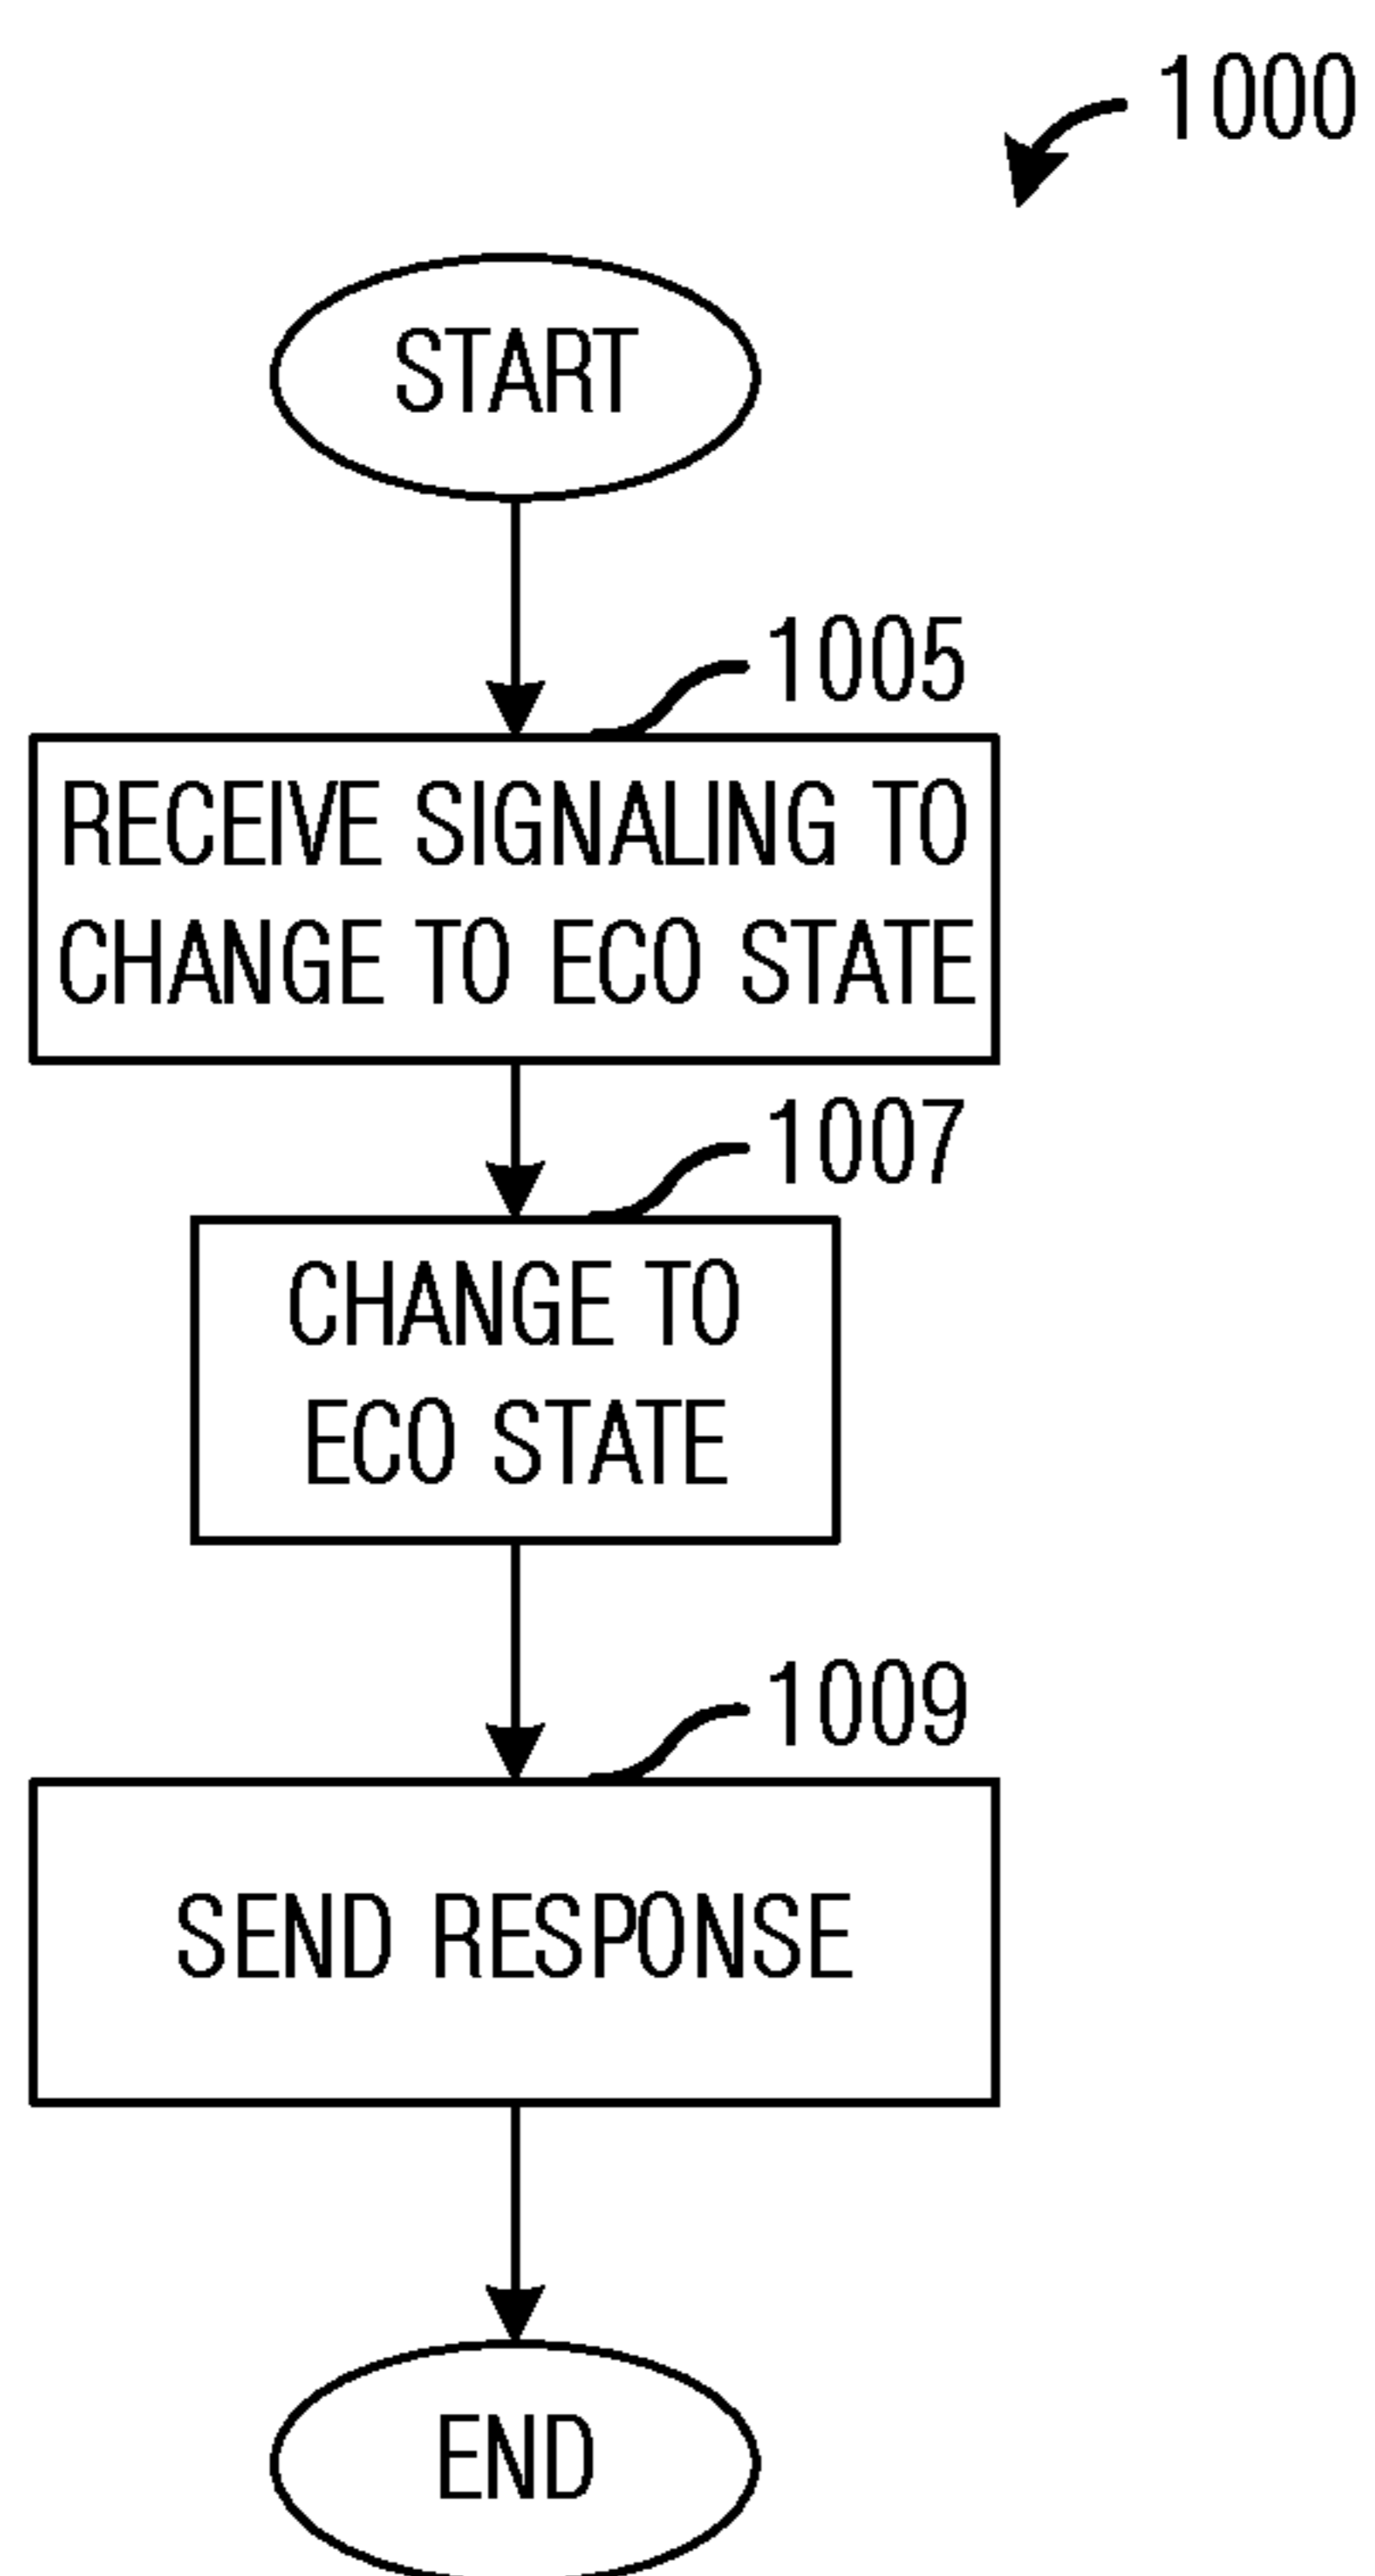 1000
START
1005
RECEIVE SIGNALING TO
CHANGE TO ECO STATE
1007
CHANGE TO
ECO STATE
1009
SEND RESPONSE
END